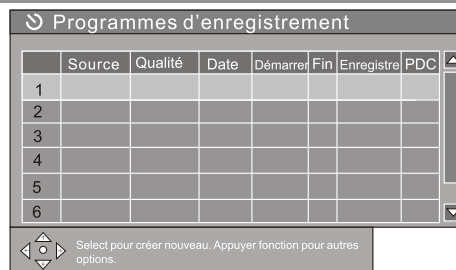 Programmes d'enregistrement
Source Qualité Date Démarrer Fin Enregistre PDC
1
2
3
4
5
6
Select pour créer nouveau. Appuyer fonction pour autres
options.